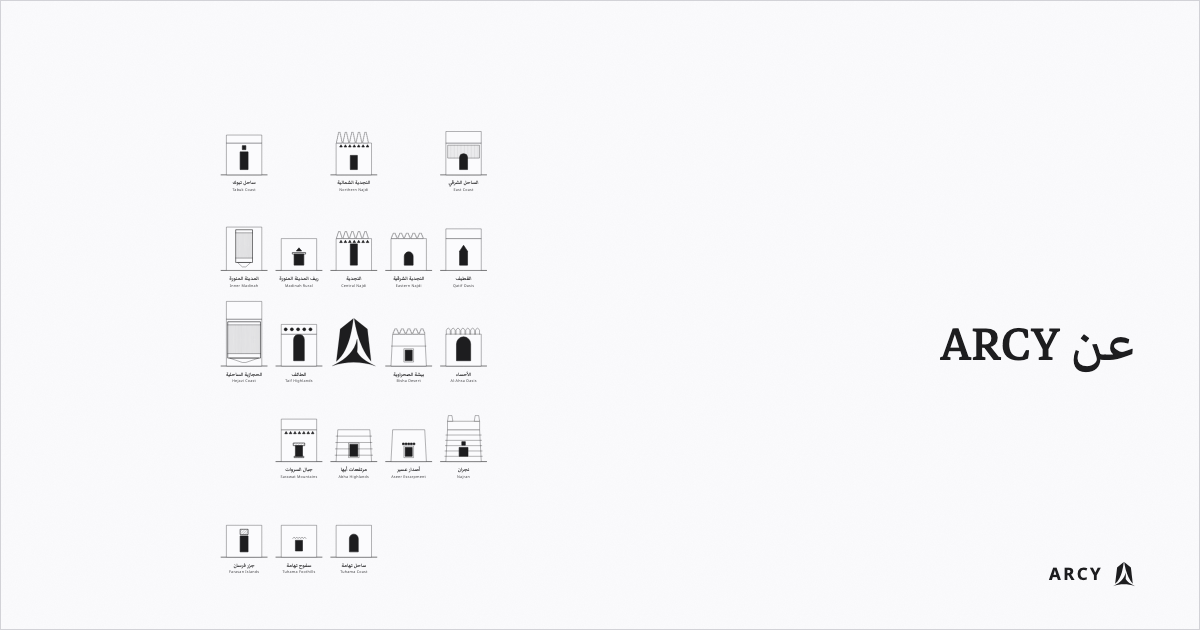 ساحل تبوك
Tabuk Coast
النجدية الشمالية
Northern Najdi
الساحل الشرقي
East Coast
المدينة المنورة
Inner Madinah
ريف المدينة المنورة
Madinah Rural
النجدية
Central Najdi
النجدية الشرقية
Eastern Najdi
القطيف
Qatif Oasis
الحجازية الساحلية
Hejazi Coast
الطائف
Taif Highlands
بيشة الصحراوية
Bisha Desert
الأحساء
Al-Ahsa Oasis
عن ARCY
جبال السروات
Sarawat Mountains
مرتفعات أبها
Abha Highlands
أصدار عسير
Aseer Escarpment
نجران
Najran
جزر فرسان
Farasan Islands
سفوح تهامة
Tuhama Foothills
ساحل تهامة
Tuhama Coast
ARCY